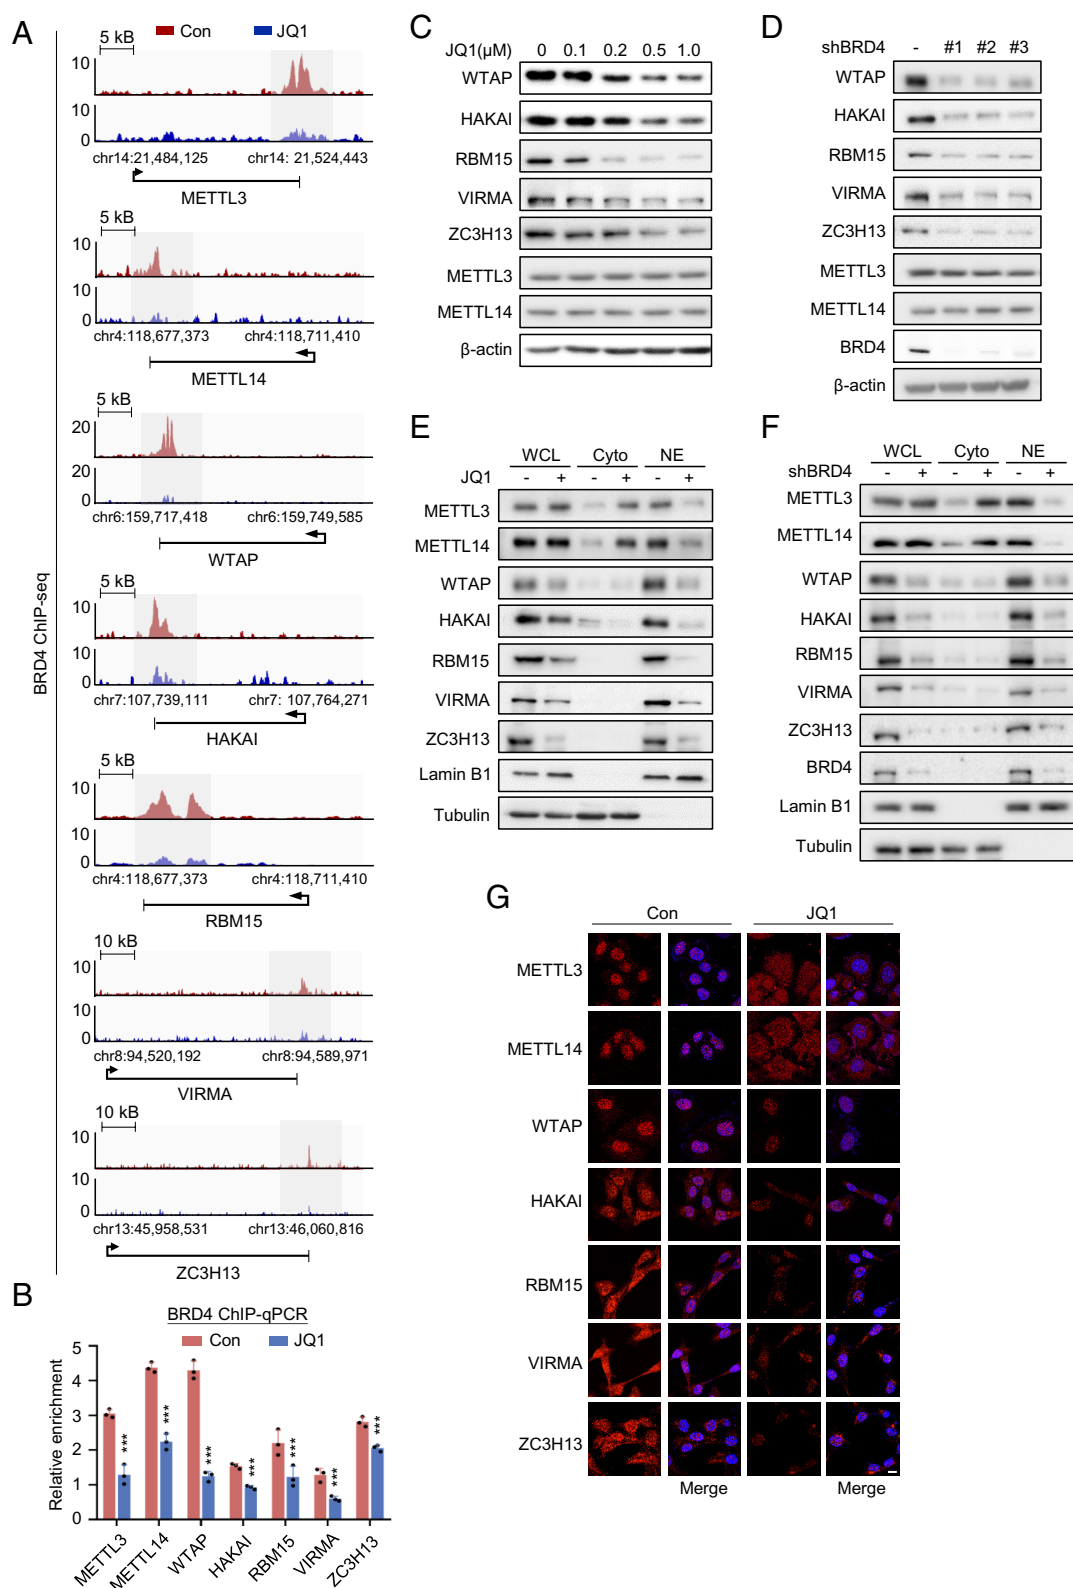 A
5 kB
Con
JQ1
BRD4 ChIP-seq
10
0
10
0
chr14:21,484,125
chr14: 21,524,443
METTL3
5 kB
10
0
10
0
chr4:118,677,373
chr4:118,711,410
METTL14
5 kB
20
0
20
0
chr6:159,717,418
chr6:159,749,585
WTAP
5 kB
10
0
10
0
chr7:107,739,111
chr7: 107,764,271
HAKAI
5 kB
10
0
10
0
chr4:118,677,373
chr4:118,711,410
RBM15
10 kB
10
0
10
0
chr8:94,520,192
chr8:94,589,971
VIRMA
10 kB
10
0
10
0
chr13:45,958,531
chr13:46,060,816
ZC3H13
B
BRD4 ChIP-qPCR
Con
JQ1
Relative enrichment
5
4
3
2
1
0
***
***
***
***
***
***
***
METTL3
METTL14
WTAP
HAKAI
RBM15
VIRMA
ZC3H13
C
JQ1(μM) 0 0.1 0.2 0.5 1.0
WTAP
HAKAI
RBM15
VIRMA
ZC3H13
METTL3
METTL14
β-actin
D
shBRD4 - #1 #2 #3
WTAP
HAKAI
RBM15
VIRMA
ZC3H13
METTL3
METTL14
BRD4
β-actin
E
WCL Cyto NE
JQ1 - + - + - +
METTL3
METTL14
WTAP
HAKAI
RBM15
VIRMA
ZC3H13
Lamin B1
Tubulin
F
WCL Cyto NE
shBRD4 - + - + - +
METTL3
METTL14
WTAP
HAKAI
RBM15
VIRMA
ZC3H13
BRD4
Lamin B1
Tubulin
G
Con
JQ1
METTL3
METTL14
WTAP
HAKAI
RBM15
VIRMA
ZC3H13
Merge
Merge